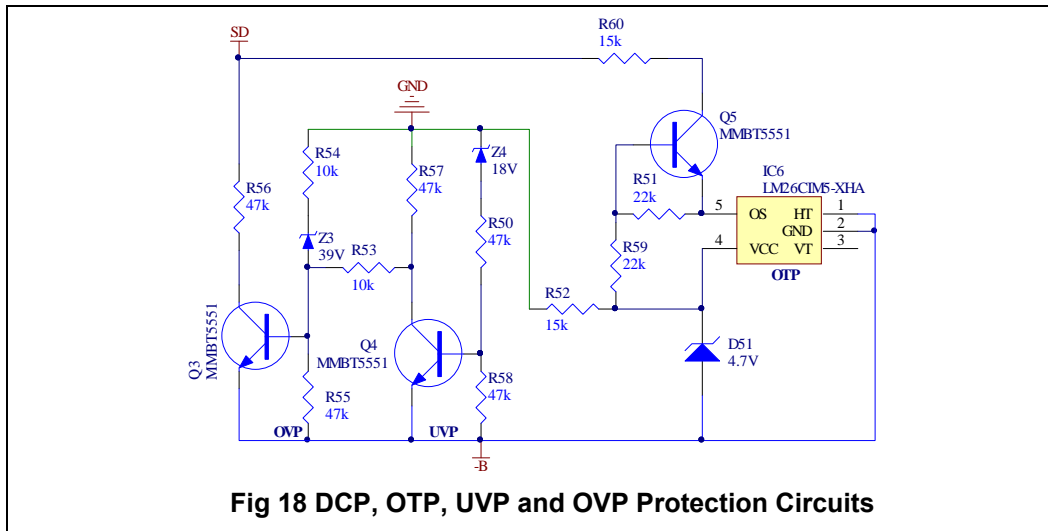 SD
R60
15k
GND
Q5
MMBT5551
Z4
18V
R54
10k
R57
47k
IC6
LM26CIM5-XHA
R56
47k
R51
22k
R50
47k
5
OS
HT
1
GND
2
4
VCC
VT
3
OTP
Z3
39V
R53
10k
R59
22k
R52
15k
Q3
MMBT5551
Q4
MMBT5551
D51
4.7V
R55
47k
R58
47k
OVP
UVP
-B
Fig 18 DCP, OTP, UVP and OVP Protection Circuits